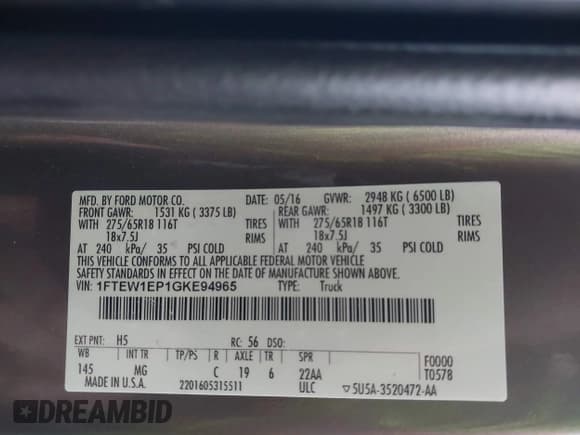 MFD. BY FORD MOTOR CO. DATE: 05/16 GVWR: 2948 KG ( 6500 LB)
FRONT GAWR: 1531 KG ( 3375 LB) REAR GAWR: 1497 KG ( 3300 LB)
WITH 275/65R18 116T TIRES WITH 275/65R18 116T TIRES
18x7.5J RIMS 18x7.5J RIMS
AT 240 kPa/ 35 PSI COLD AT 240 kPa/ 35 PSI COLD
THIS VEHICLE CONFORMS TO ALL APPLICABLE FEDERAL MOTOR VEHICLE
SAFETY STANDARDS IN EFFECT ON THE DATE OF MANUFACTURE SHOWN ABOVE.
VIN: 1FTEW1EP1GKE94965 TYPE: Truck
EXT PNT: H5 RC: 56 DSO: F0000
WB INT TR TP/PS R AXLE TR SPR T0578
145 MG C 19 6 22AA
MADE IN U.S.A. 2201605315511 ULC ▽5U5A-3520472-AA
DREAMBID